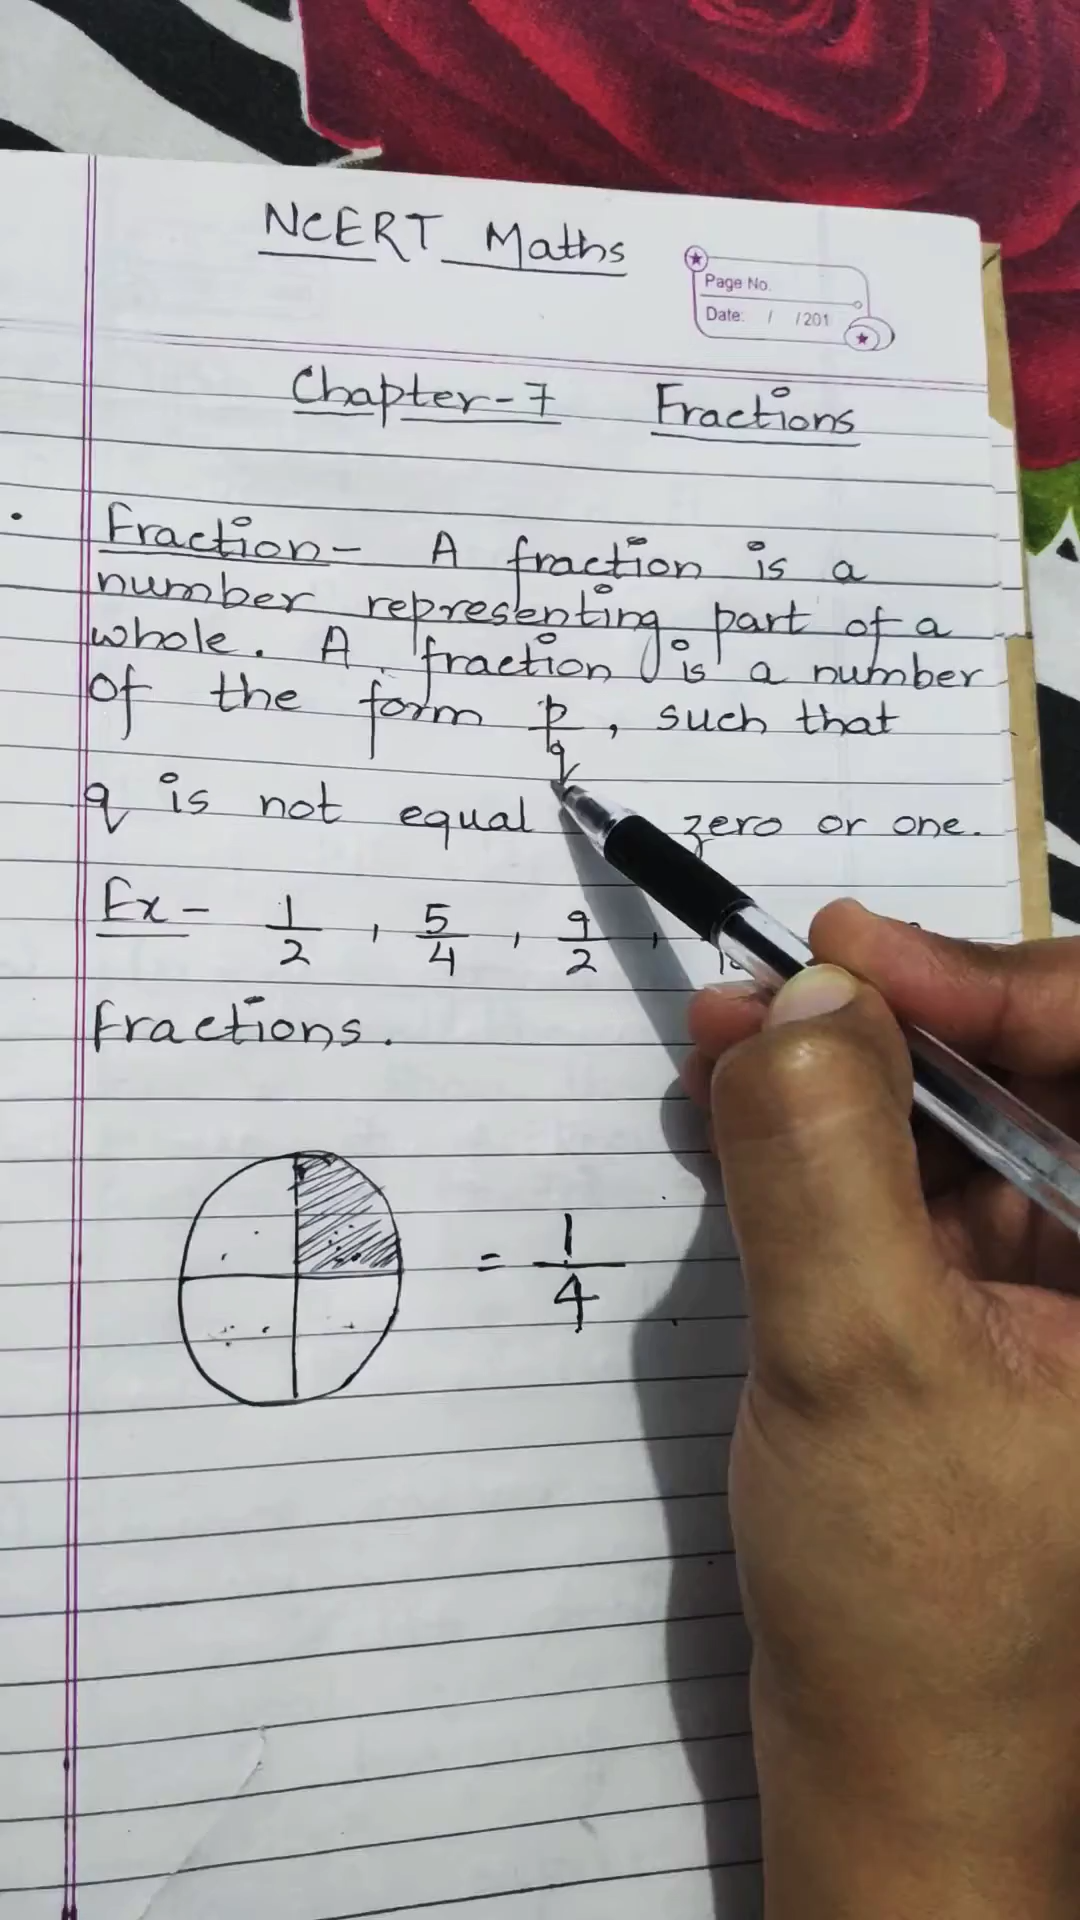 NCERT Maths
Page No.
Date: / /201
Chapter-7 Fractions
Fraction- A fraction is a
number representing part of a
whole. A fraction is a number
of the form p/q, such that
q is not equal zero or one.
Ex- 1/2, 5/4, 9/2,
fractions.
= 1/4